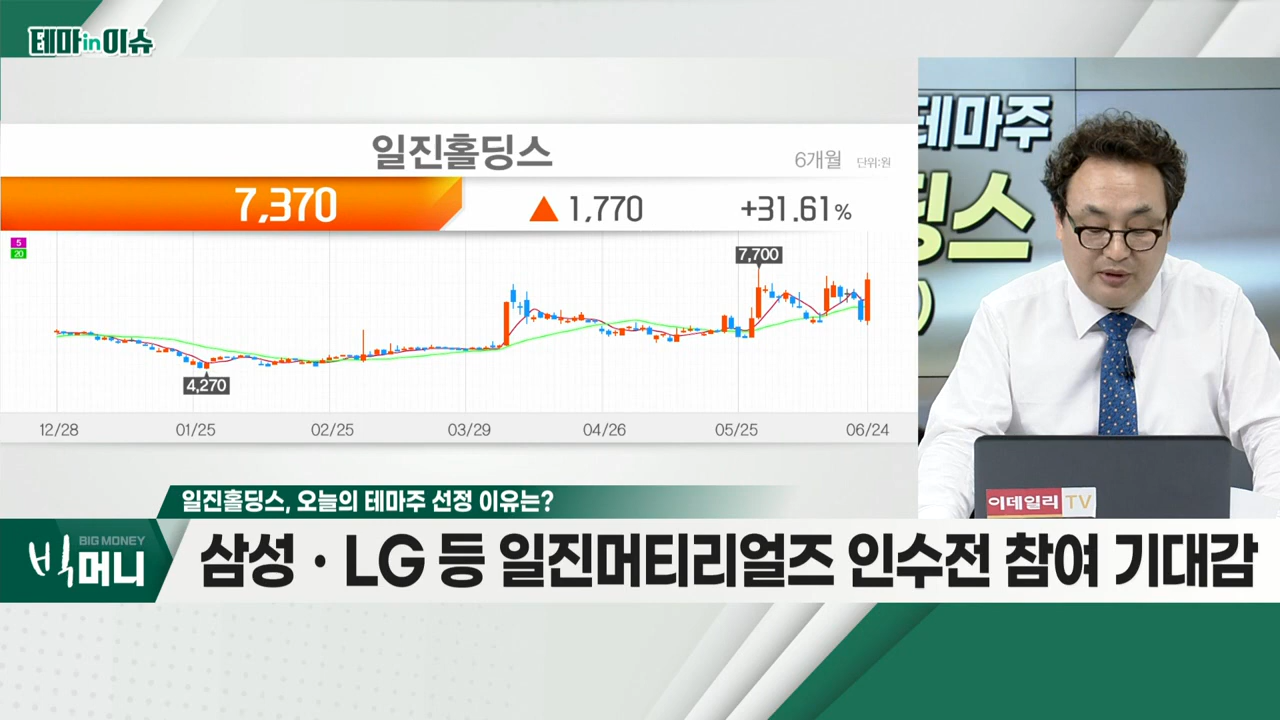 테마in이슈
일진홀딩스
6개월 단위:원
7,370 ▲ 1,770 +31.61%
5
20
7,700
4,270
12/28 01/25 02/25 03/29 04/26 05/25 06/24
테마주
딩스
)
이데일리TV
일진홀딩스, 오늘의 테마주 선정 이유는?
BIG MONEY
빅머니
삼성·LG 등 일진머티리얼즈 인수전 참여 기대감